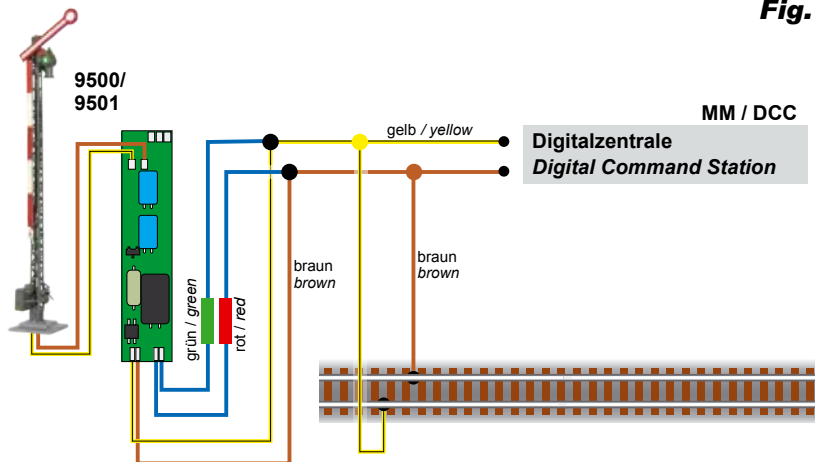 Fig.
9500/
9501
gelb / yellow
MM / DCC
Digitalzentrale
Digital Command Station
braun
brown
braun
brown
grün / green
rot / red